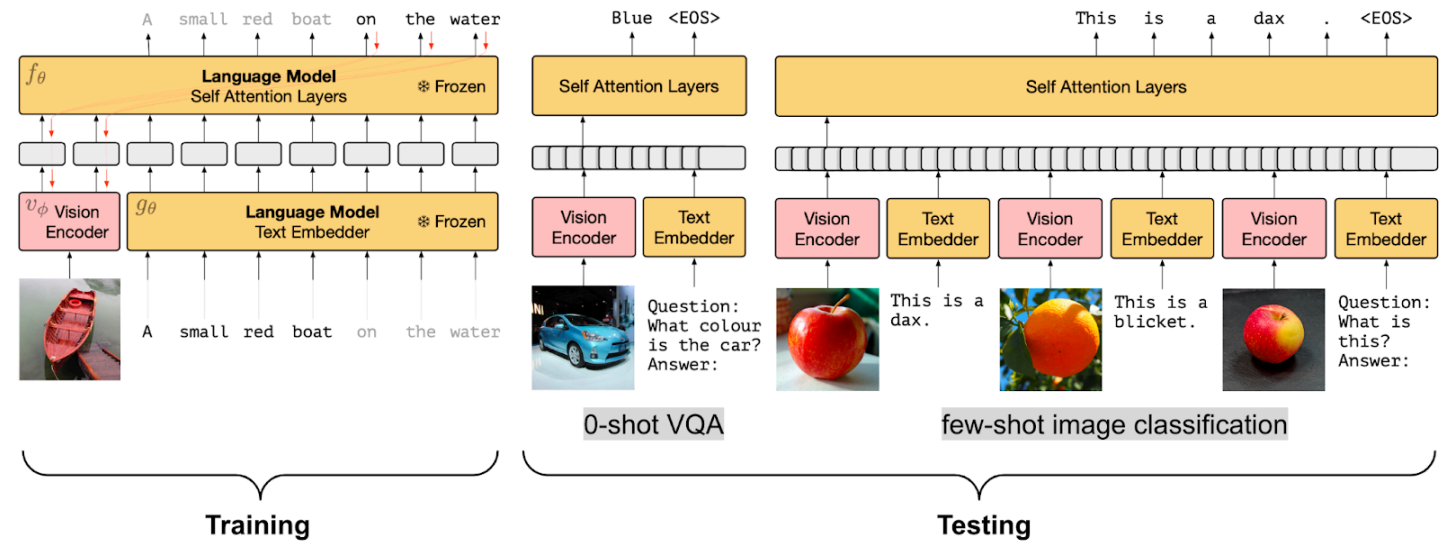 A small red boat on the water
fθ
Language Model
Self Attention Layers
❄ Frozen
vϕ Vision
Encoder
gθ
Language Model
Text Embedder
❄ Frozen
A small red boat on the water
Training
Blue <EOS>
Self Attention Layers
Vision
Encoder
Text
Embedder
Question:
What colour
is the car?
Answer:
0-shot VQA
This is a dax . <EOS>
Self Attention Layers
Vision
Encoder
Text
Embedder
Vision
Encoder
Text
Embedder
Vision
Encoder
Text
Embedder
This is a
dax.
This is a
blicket.
Question:
What is
this?
Answer:
few-shot image classification
Testing